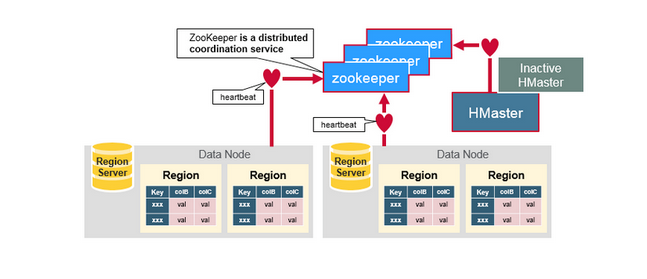 ZooKeeper is a distributed
coordination service
zookeeper
zookeeper
zookeeper
Inactive
HMaster
heartbeat
HMaster
heartbeat
Data Node
Region
Server
Region
Key colB colC
xxx val val
xxx val val
Region
Key colB colC
xxx val val
xxx val val
Data Node
Region
Server
Region
Key colB colC
xxx val val
xxx val val
Region
Key colB colC
xxx val val
xxx val val